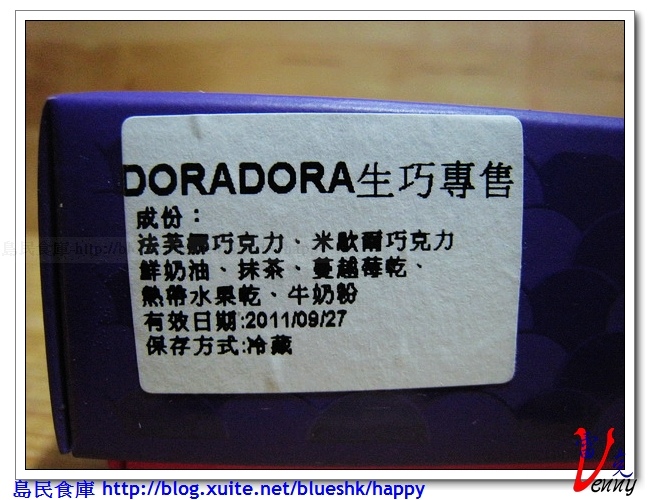 DORADORA生巧專售
成份：
法芙娜巧克力、米歇爾巧克力
鮮奶油、抹茶、蔓越莓乾、
熱帶水果乾、牛奶粉
有效日期:2011/09/27
保存方式:冷藏
Venny
島民食庫 http://blog.xuite.net/blueshk/happy